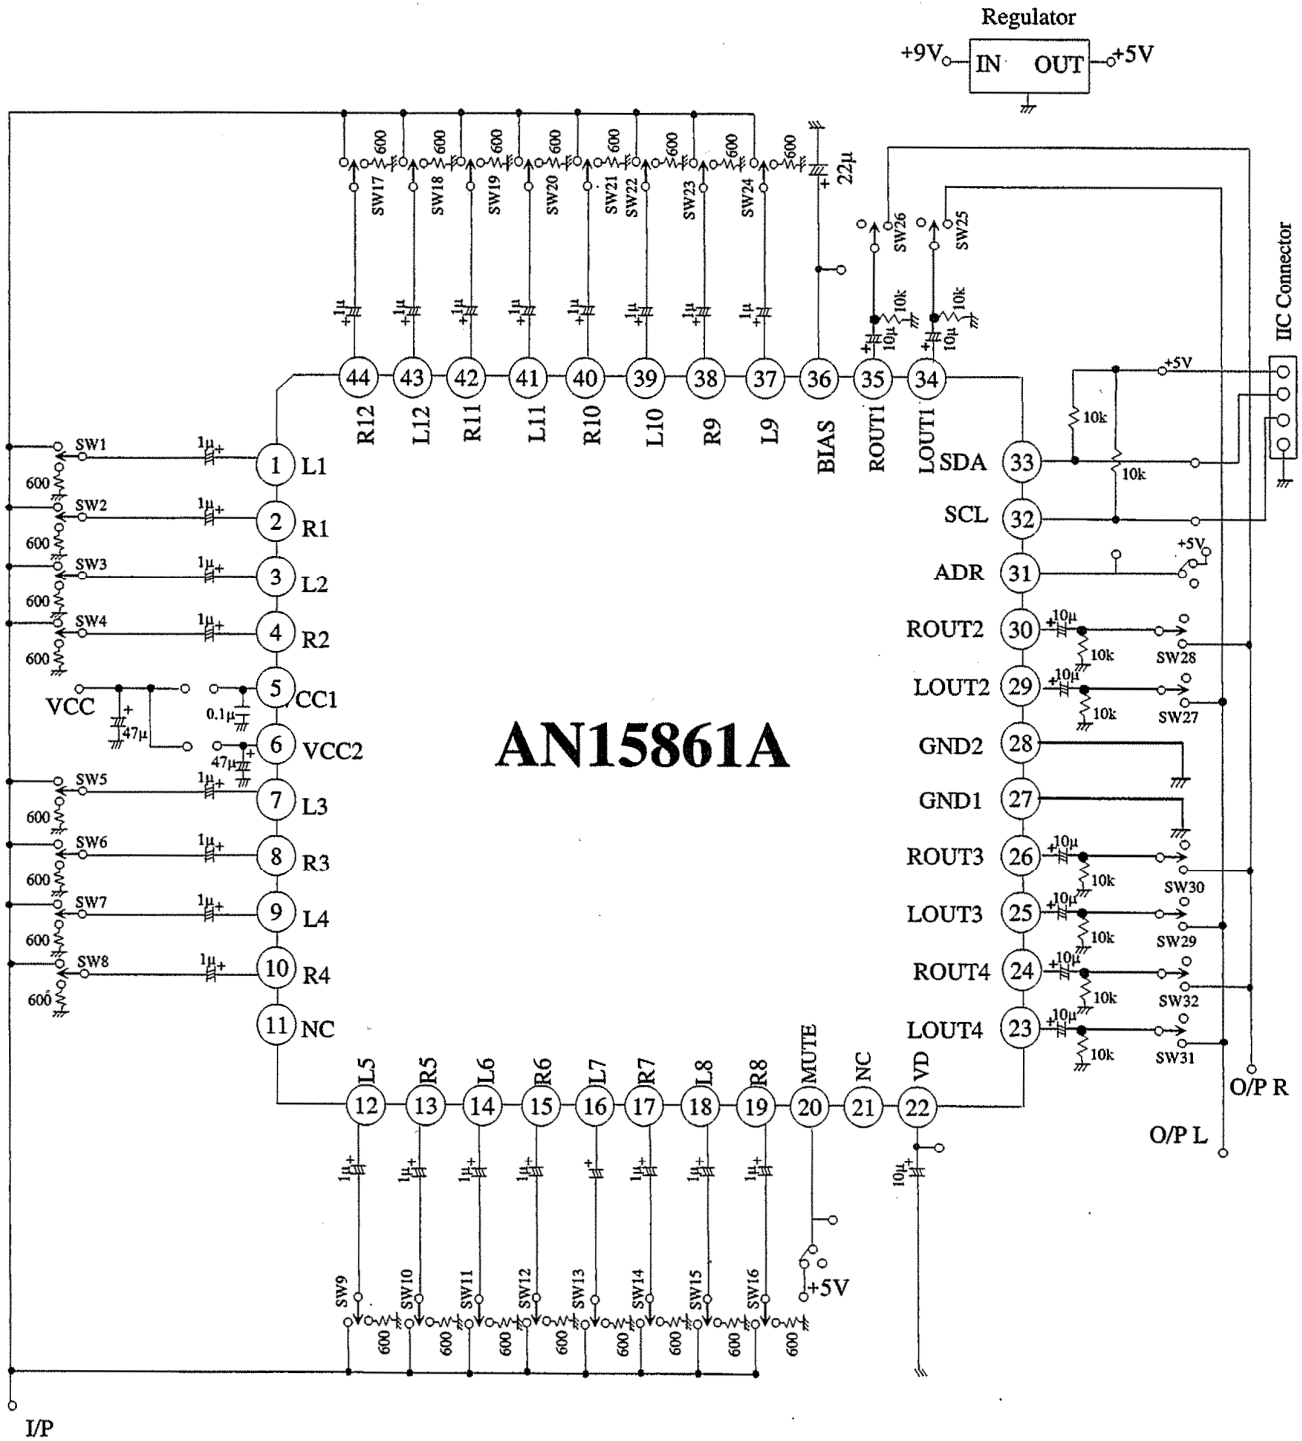 Regulator
+9V IN OUT +5V
600 600 600 600 600 600 600 600
SW17 SW18 SW19 SW20 SW21 SW22 SW23 SW24
22μ
+
SW26 SW25
IIC Connector
1μ 1μ 1μ 1μ 1μ 1μ 1μ 1μ
+ + + + + + + +
10k 10k
10μ 10μ
+ +
44 43 42 41 40 39 38 37 36 35 34
R12 L12 R11 L11 R10 L10 R9 L9 BIAS ROUT1 LOUT1
+5V
10k
10k
SW1 1μ + 1 L1
600
SW2 1μ + 2 R1
600
SW3 1μ + 3 L2
600
SW4 1μ + 4 R2
600
VCC + 47μ 0.1μ 5 CC1
47μ + 6 VCC2
SW5 1μ + 7 L3
600
SW6 1μ + 8 R3
600
SW7 1μ + 9 L4
600
SW8 1μ + 10 R4
600
11 NC
AN15861A
SDA 33
SCL 32
ADR 31 +5V
ROUT2 30 + 10μ 10k SW28
LOUT2 29 + 10μ 10k SW27
GND2 28
GND1 27
ROUT3 26 + 10μ 10k SW30
LOUT3 25 + 10μ 10k SW29
ROUT4 24 + 10μ 10k SW32
LOUT4 23 + 10μ 10k SW31
O/P R
O/P L
L5 R5 L6 R6 L7 R7 L8 R8 MUTE NC VD
12 13 14 15 16 17 18 19 20 21 22
1μ + 1μ + 1μ + 1μ + 1μ + 1μ + 1μ + 1μ + 10μ +
SW9 SW10 SW11 SW12 SW13 SW14 SW15 SW16
+5V
600 600 600 600 600 600 600 600
I/P